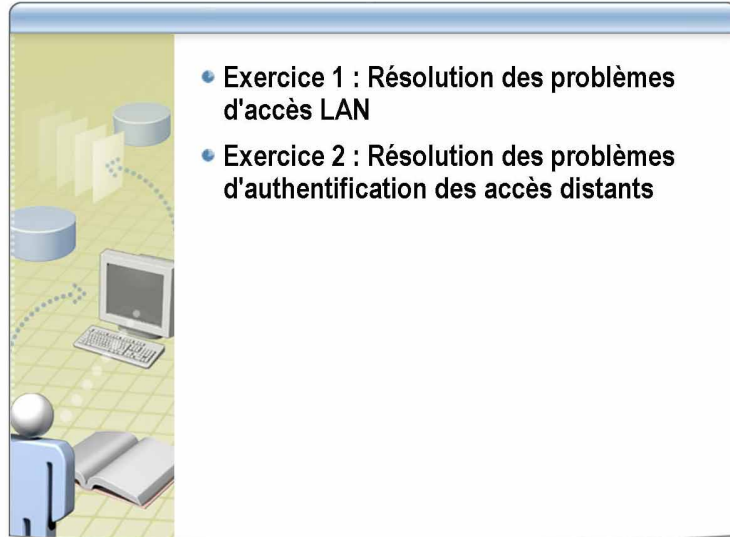 Exercice 1 : Résolution des problèmes
d'accès LAN
Exercice 2 : Résolution des problèmes
d'authentification des accès distants